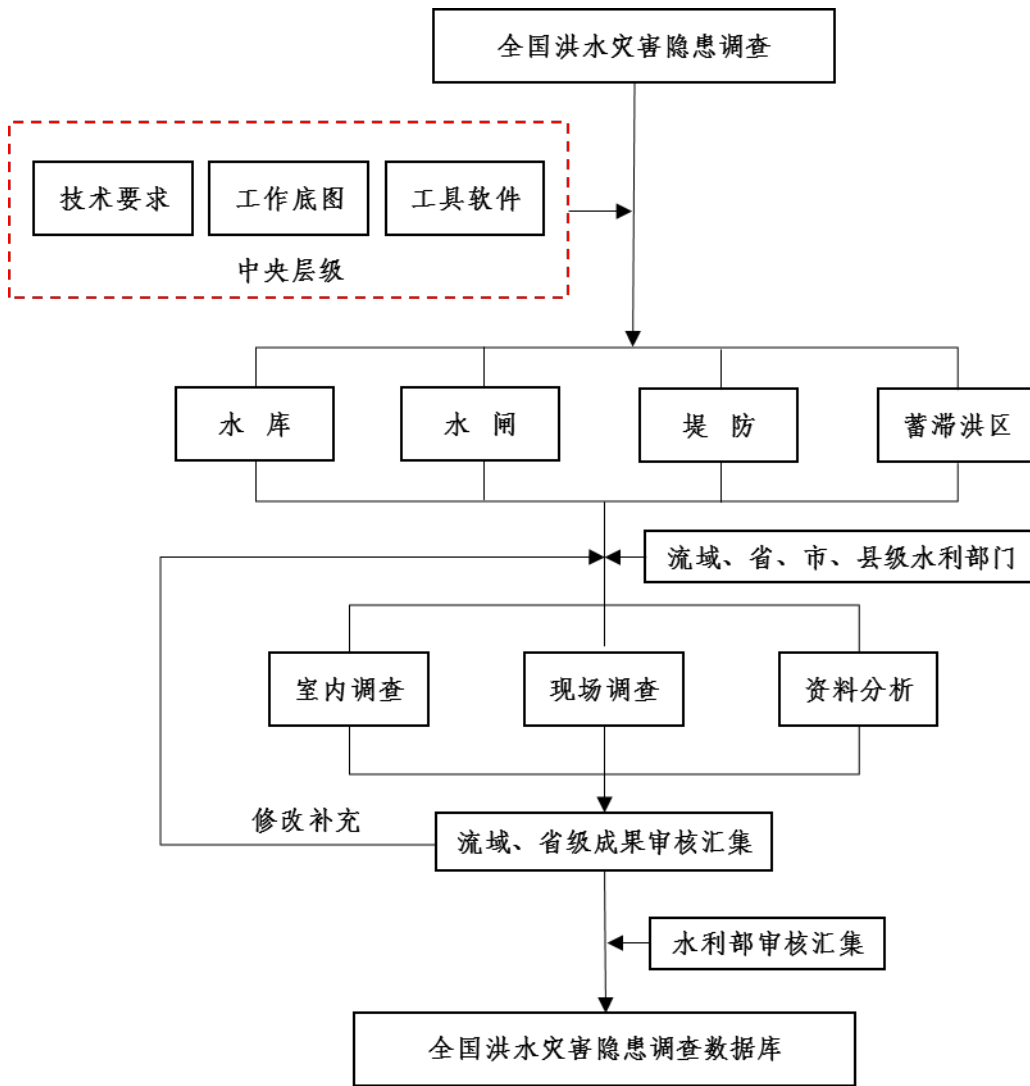 全国洪水灾害隐患调查
技术要求
工作底图
工具软件
中央层级
水 库
水 闸
堤 防
蓄滞洪区
流域、省、市、县级水利部门
室内调查
现场调查
资料分析
修改补充
流域、省级成果审核汇集
水利部审核汇集
全国洪水灾害隐患调查数据库